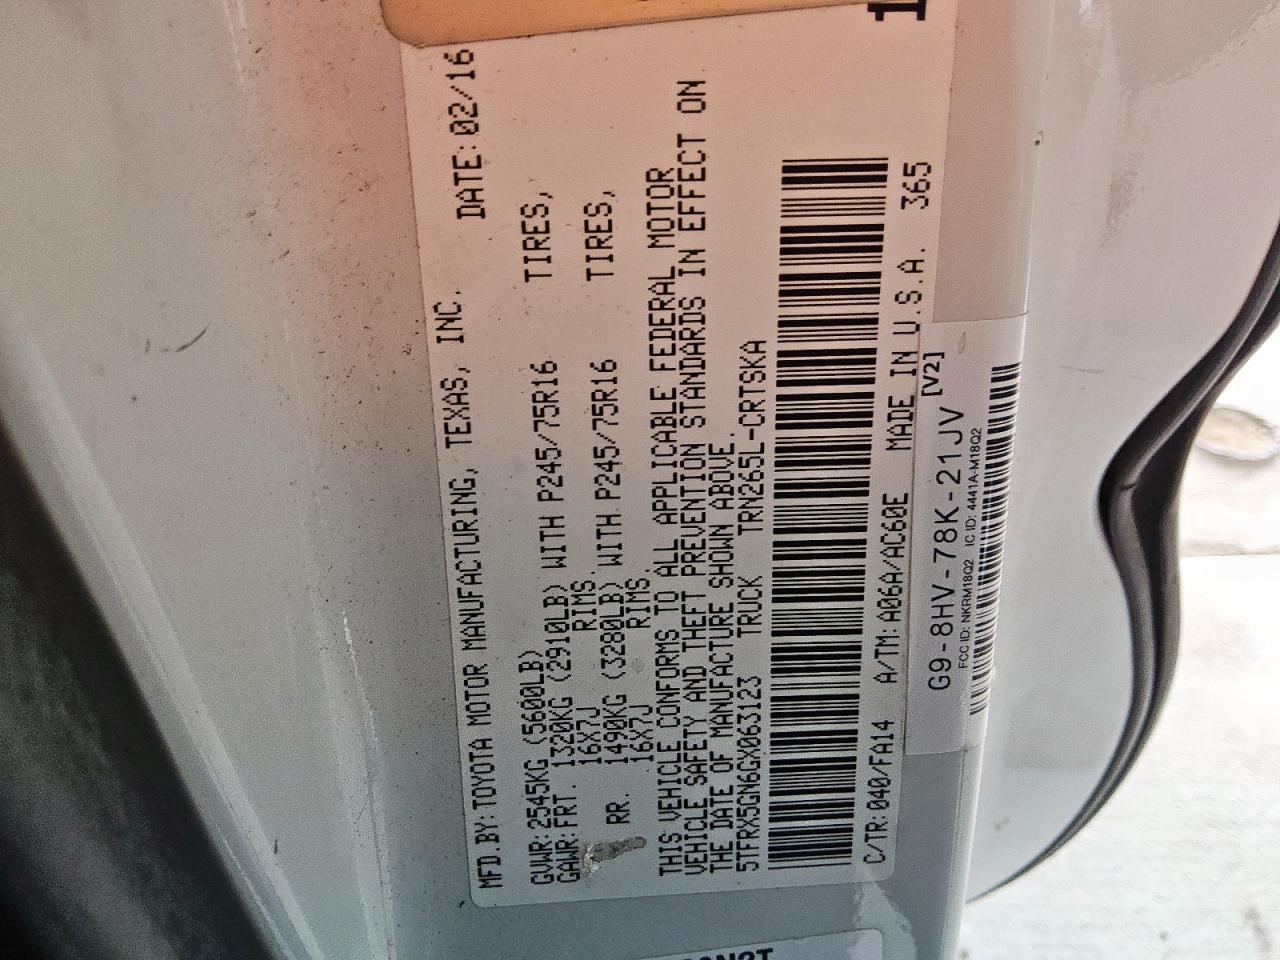 MFD.BY:TOYOTA MOTOR MANUFACTURING, TEXAS, INC. DATE:02/16
GVWR:2545KG (5600LB)
GAWR:FRT. 1320KG (2910LB) WITH P245/75R16 TIRES,
16X7J RIMS
RR. 1490KG (3280LB) WITH P245/75R16 TIRES,
16X7J RIMS.
THIS VEHICLE CONFORMS TO ALL APPLICABLE FEDERAL MOTOR
VEHICLE SAFETY AND THEFT PREVENTION STANDARDS IN EFFECT ON
THE DATE OF MANUFACTURE SHOWN ABOVE.
5TFRX5GN6GX063123 TRUCK TRN265L-CRTSKA
C/TR:040/FA14 A/TM:A06A/AC60E MADE IN U.S.A. 365
G9-8HV-78K-21JV [V2]
FCC ID: NKRM18Q2 IC ID: 4441A-M18Q2